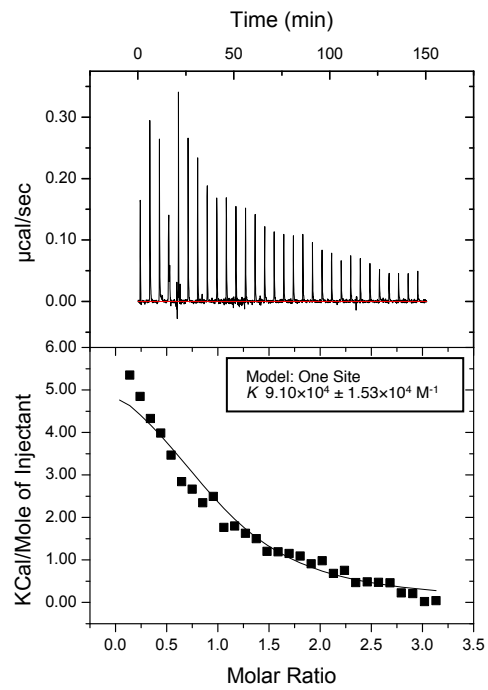 Time (min)
0 50 100 150
0.30
0.20
0.10
0.00
µcal/sec
6.00
5.00
4.00
3.00
2.00
1.00
0.00
KCal/Mole of Injectant
Model: One Site
K 9.10×10⁴ ± 1.53×10⁴ M⁻¹
0.0 0.5 1.0 1.5 2.0 2.5 3.0 3.5
Molar Ratio